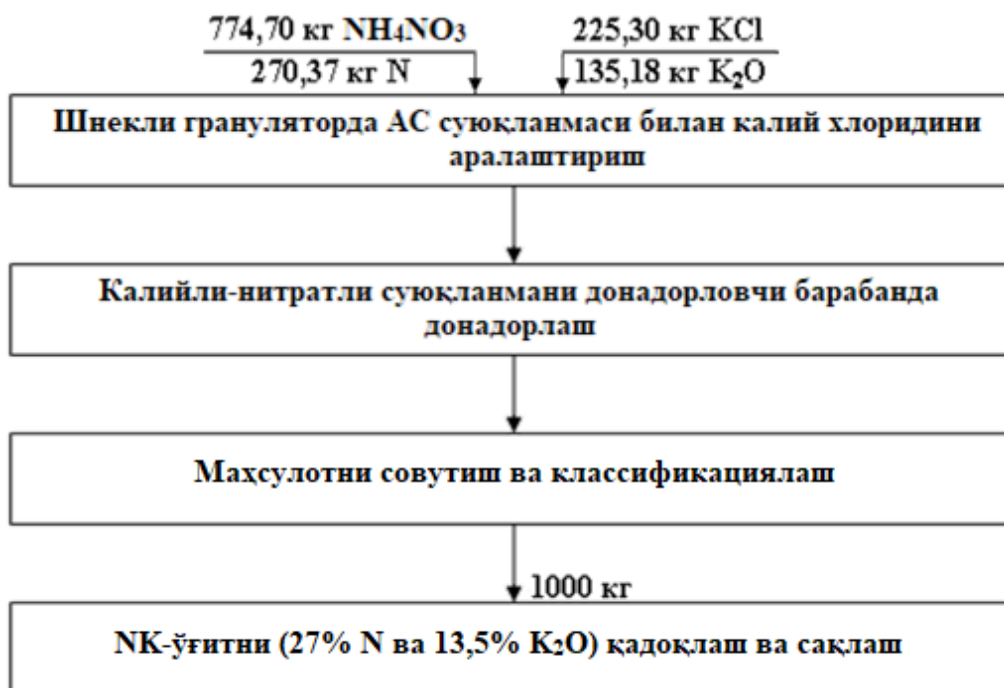 774,70 кг NH₄NO₃
270,37 кг N
225,30 кг KCl
135,18 кг K₂O
Шнекли грануляторда АС суюқланмаси билан калий хлоридини
аралаштириш
Калийли-нитратли суюқланмани донадорловчи барабанда
донадорлаш
Маҳсулотни совутиш ва классификациялаш
1000 кг
NK-ўғитни (27% N ва 13,5% K₂O) қадоқлаш ва сақлаш